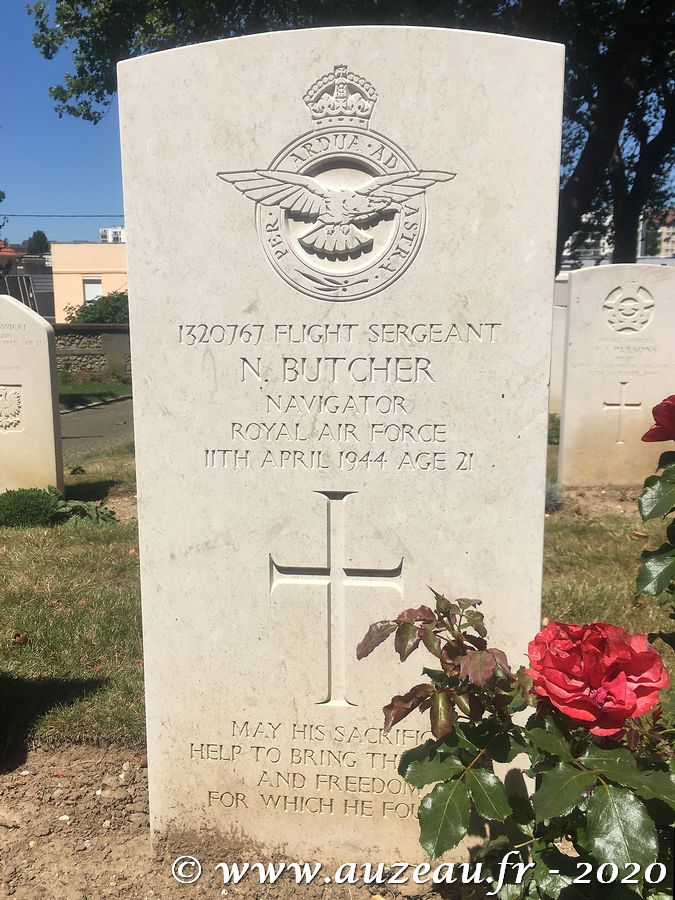 PER · ARDUA · AD ASTRA
1320767 FLIGHT SERGEANT
N. BUTCHER
NAVIGATOR
ROYAL AIR FORCE
11TH APRIL 1944 AGE 21
MAY HIS
HELP TO BRING
AND FREEDOM
FOR WHICH HE
PARSONS
© www.auzeau.fr - 2020